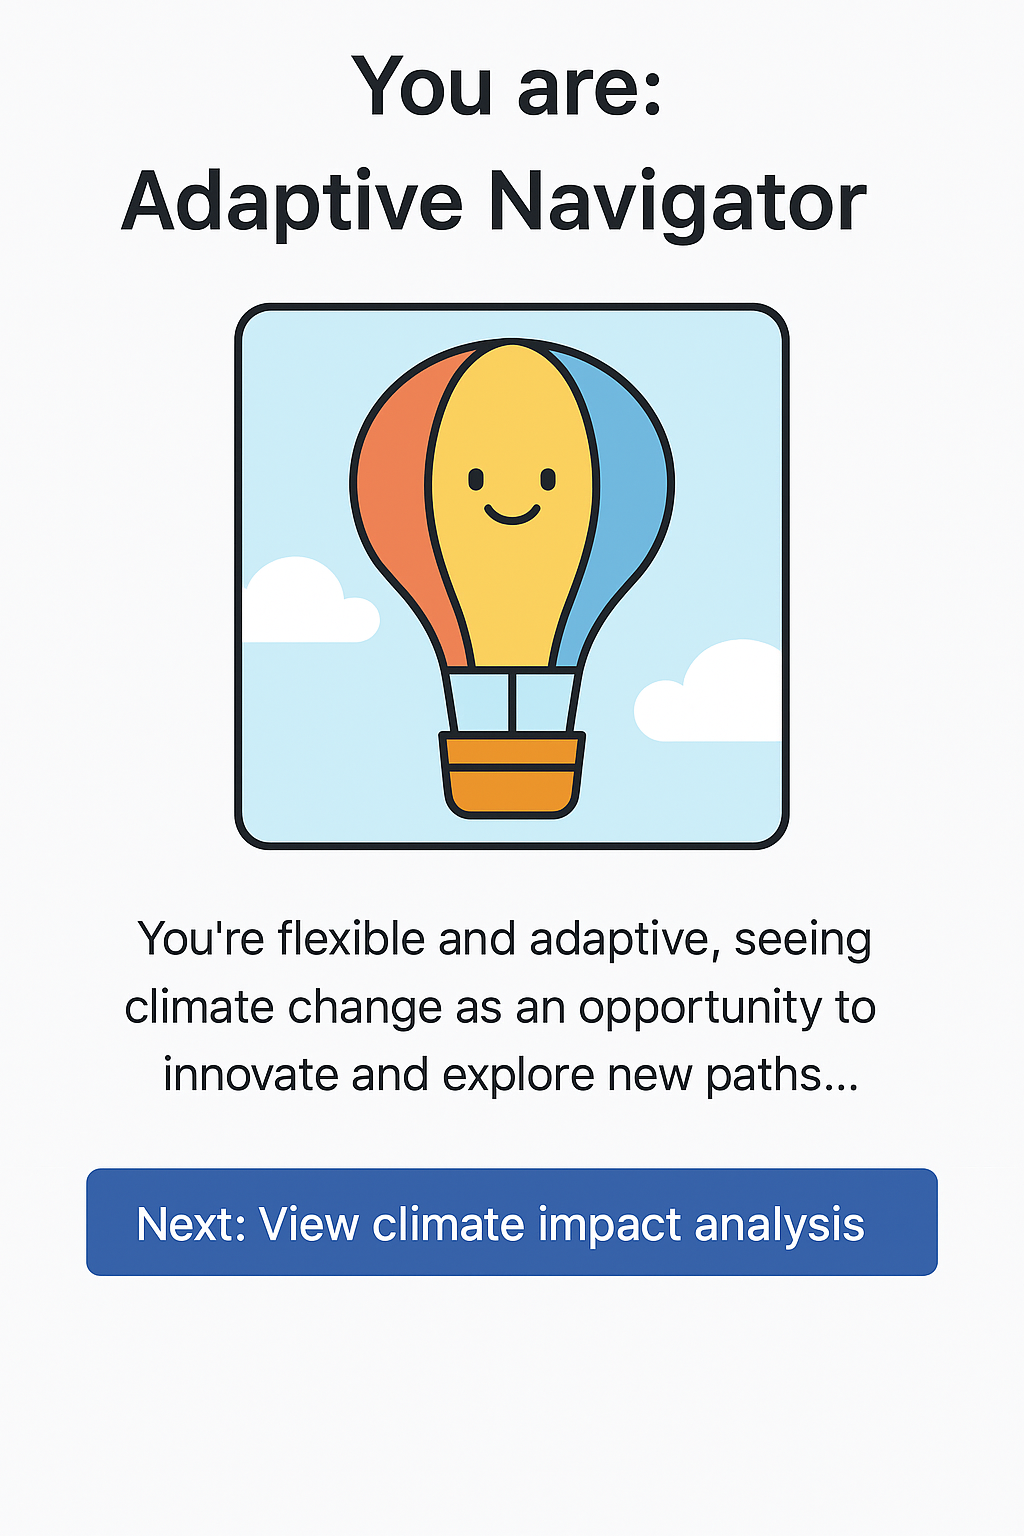 You are:
Adaptive Navigator
You're flexible and adaptive, seeing
climate change as an opportunity to
innovate and explore new paths...
Next: View climate impact analysis